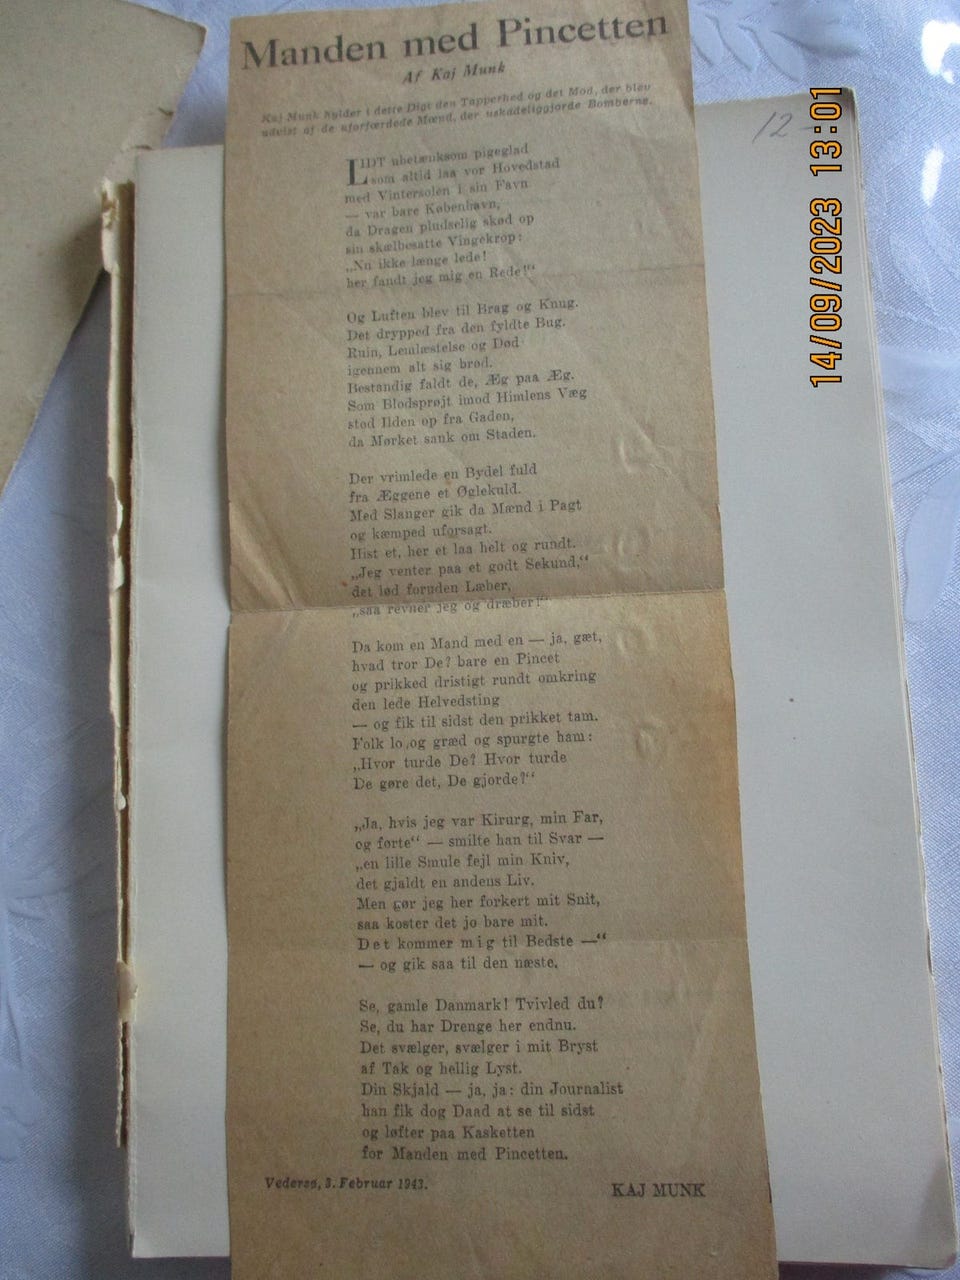 Manden med Pincetten
Af Kaj Munk
Kaj Munk hylder i dette Digt den Tapperhed og det Mod, der blev
udvist af de uforfærdede Mænd, der uskadeliggjorde Bomberne.
LIDT ubetænksom pigeglad
som altid laa vor Hovedstad
med Vintersolen i sin Favn
— var bare København,
da Dragen pludselig skød op
sin skælbesatte Vingekrop:
„Nu ikke længe lede!
her fandt jeg mig en Rede!“
Og Luften blev til Brag og Knug.
Det drypped fra den fyldte Bug.
Ruin, Lemlæstelse og Død
igennem alt sig brød.
Bestandig faldt de, Æg paa Æg.
Som Blodsprøjt imod Himlens Væg
stod Ilden op fra Gaden,
da Mørket sank om Staden.
Der vrimlede en Bydel fuld
fra Æggene et Øglekuld.
Med Slanger gik da Mænd i Pagt
og kæmped uforsagt.
Hist et, her et laa helt og rundt.
„Jeg venter paa et godt Sekund,“
det lød foruden Læber,
„saa revner jeg og dræber!“
Da kom en Mand med en — ja, gæt,
hvad tror De? bare en Pincet
og prikked dristigt rundt omkring
den lede Helvedsting
— og fik til sidst den prikket tam.
Folk lo og græd og spurgte ham:
„Hvor turde De? Hvor turde
De gøre det, De gjorde?“
„Ja, hvis jeg var Kirurg, min Far,
og førte“ — smilte han til Svar —
„en lille Smule fejl min Kniv,
det gjaldt en andens Liv.
Men gør jeg her forkert mit Snit,
saa koster det jo bare mit.
Det kommer mig til Bedste —“
— og gik saa til den næste.
Se, gamle Danmark! Tvivled du?
Se, du har Drenge her endnu.
Det svælger, svælger i mit Bryst
af Tak og hellig Lyst.
Din Skjald — ja, ja: din Journalist
han fik dog Daad at se til sidst
og løfter paa Kasketten
for Manden med Pincetten.
Vedersø, 3. Februar 1943.
KAJ MUNK
12 -
14/09/2023 13:01